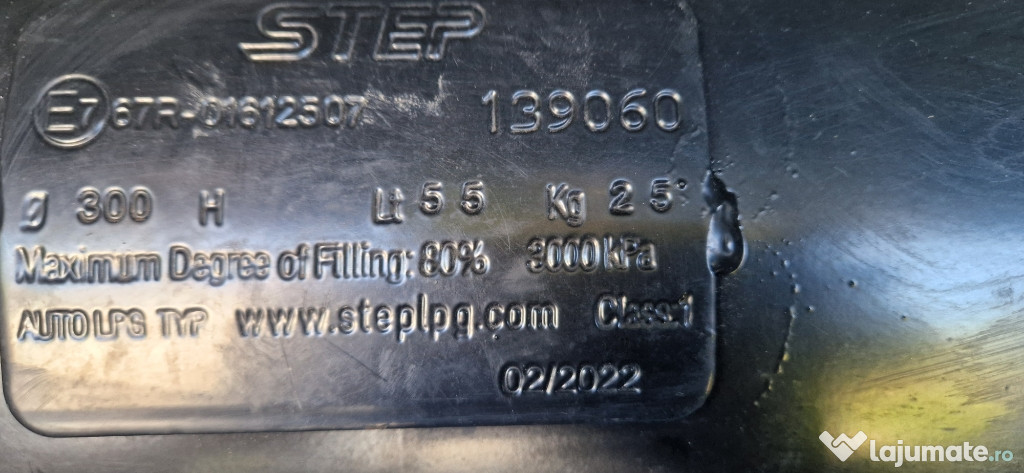 STEP
E7 67R-01612507 139060
Ø 300 H Lt 55 Kg 25
Maximum Degree of Filling: 80% 3000 kPa
AUTO LPG TYP www.steplpg.com Class:1
02/2022
lajumate.ro